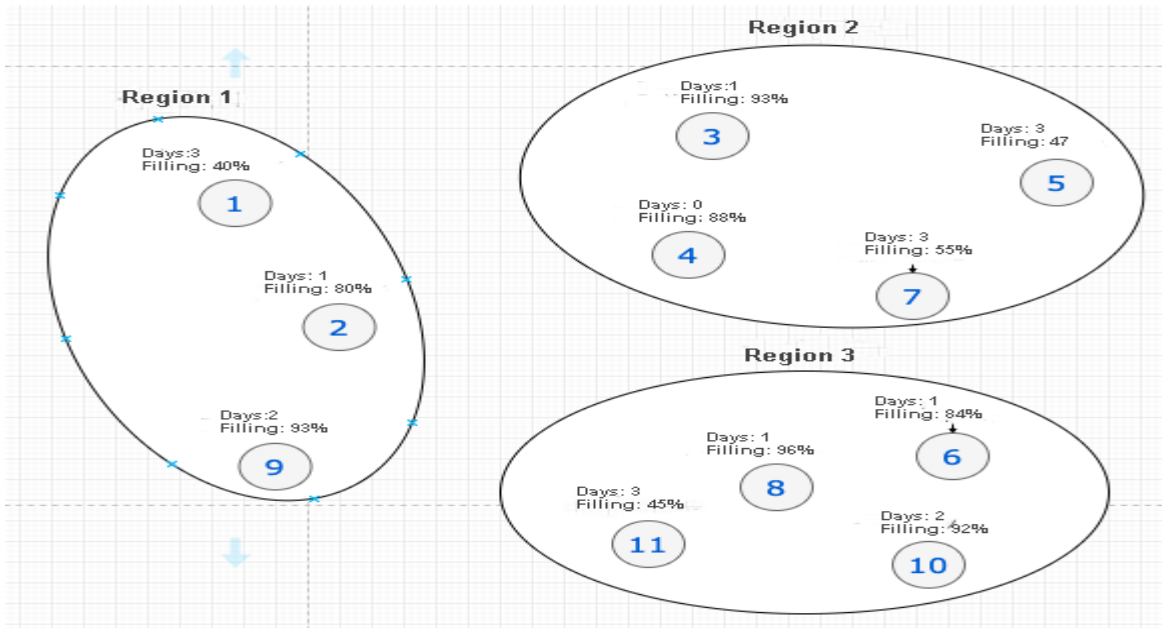 Region 1
Days:3
Filling: 40%
1
Days: 1
Filling: 80%
2
Days:2
Filling: 93%
9
Region 2
Days:1
Filling: 93%
3
Days: 3
Filling: 47
5
Days: 0
Filling: 88%
4
Days: 3
Filling: 55%
7
Region 3
Days: 1
Filling: 84%
6
Days: 1
Filling: 96%
8
Days: 3
Filling: 45%
11
Days: 2
Filling: 92%
10